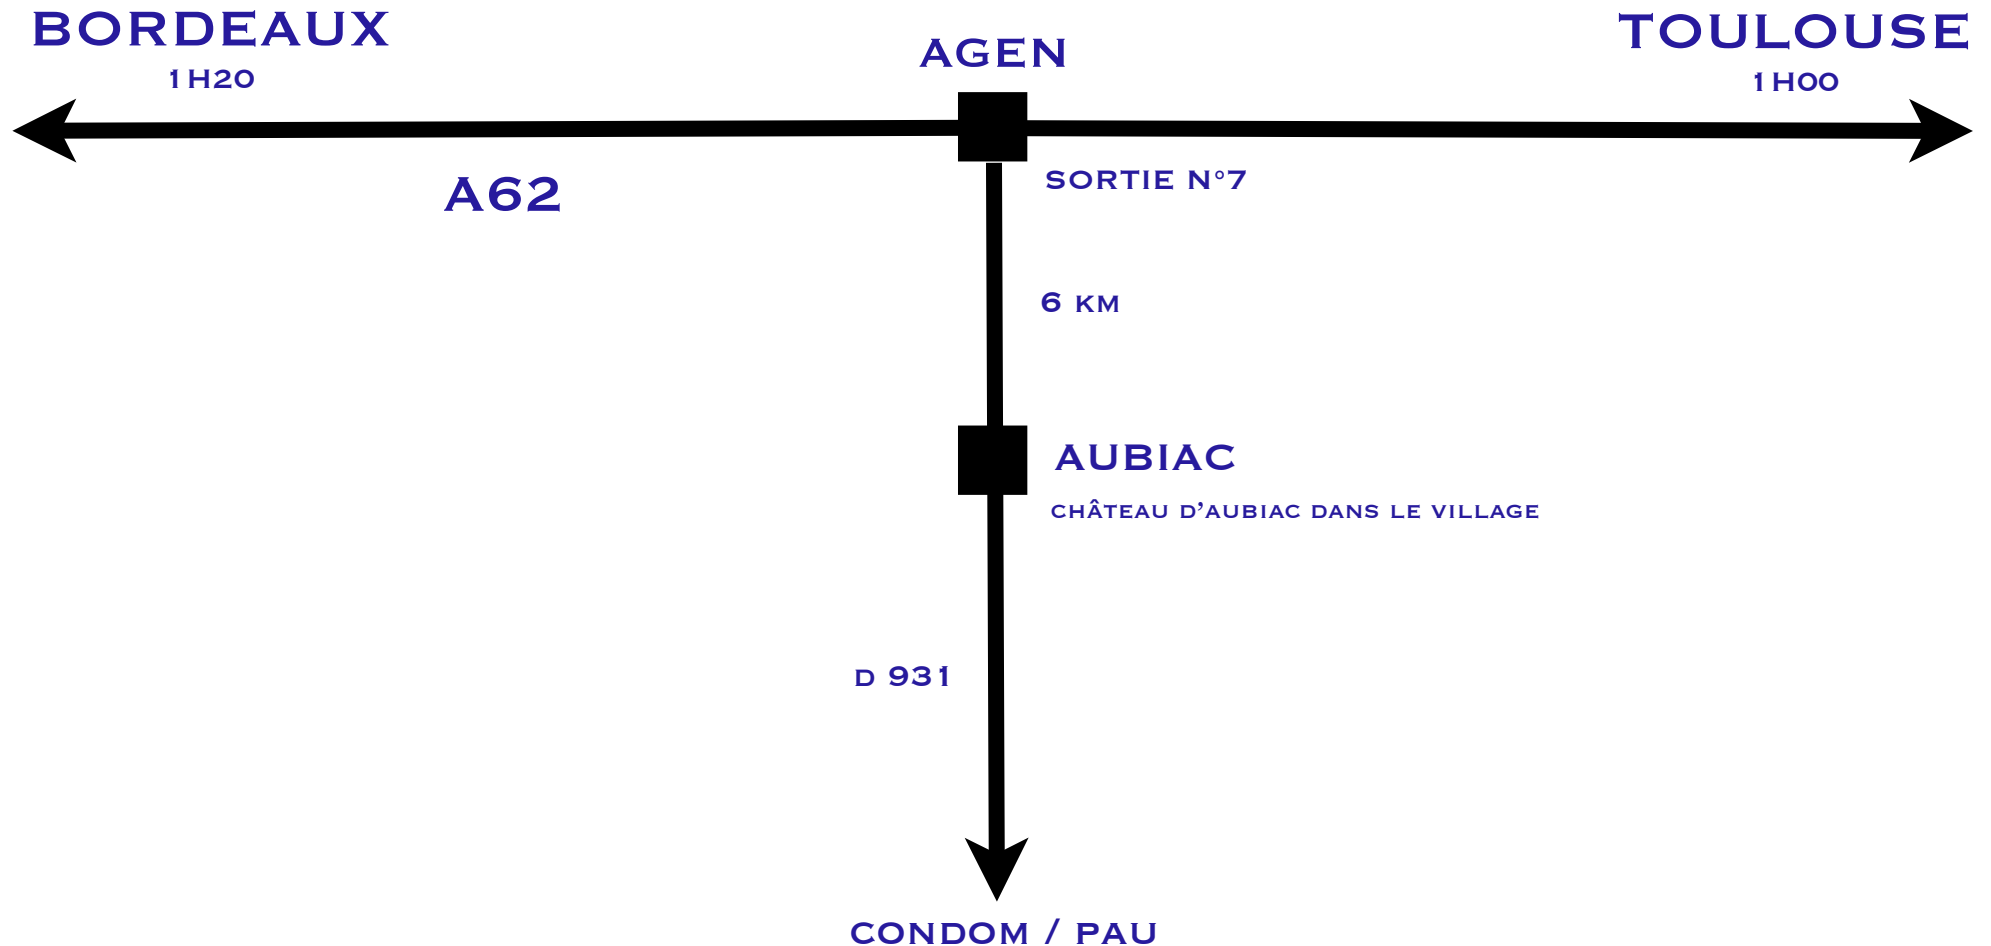 BORDEAUX
1H20
AGEN
TOULOUSE
1H00
A62
SORTIE N°7
6 KM
AUBIAC
CHÂTEAU D’AUBIAC DANS LE VILLAGE
D 931
CONDOM / PAU